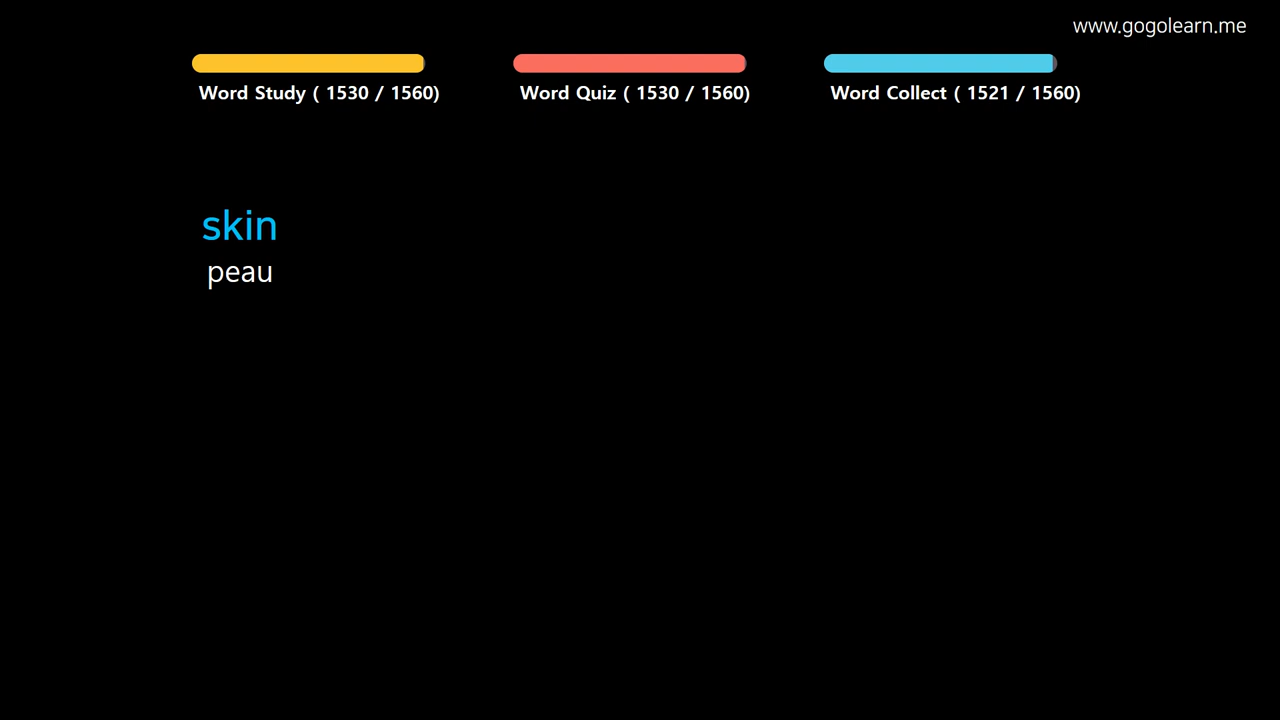 www.gogolearn.me
Word Study ( 1530 / 1560)
Word Quiz ( 1530 / 1560)
Word Collect ( 1521 / 1560)
skin
peau